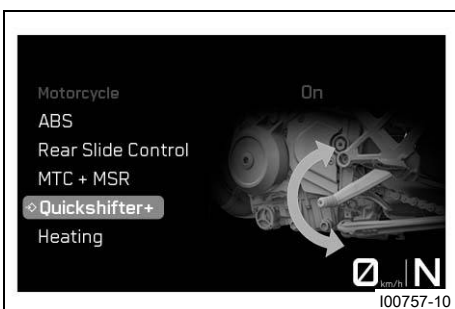 Motorcycle On
ABS
Rear Slide Control
MTC + MSR
Quickshifter+
Heating
0 km/h N
I00757-10